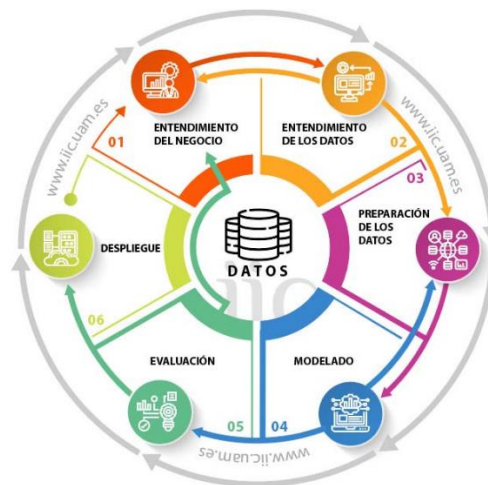 01
ENTENDIMIENTO
DEL NEGOCIO
ENTENDIMIENTO
DE LOS DATOS
02
03
PREPARACIÓN
DE LOS
DATOS
MODELADO
04
05
EVALUACIÓN
06
DESPLIEGUE
DATOS
iic
www.iic.uam.es
www.iic.uam.es
www.iic.uam.es